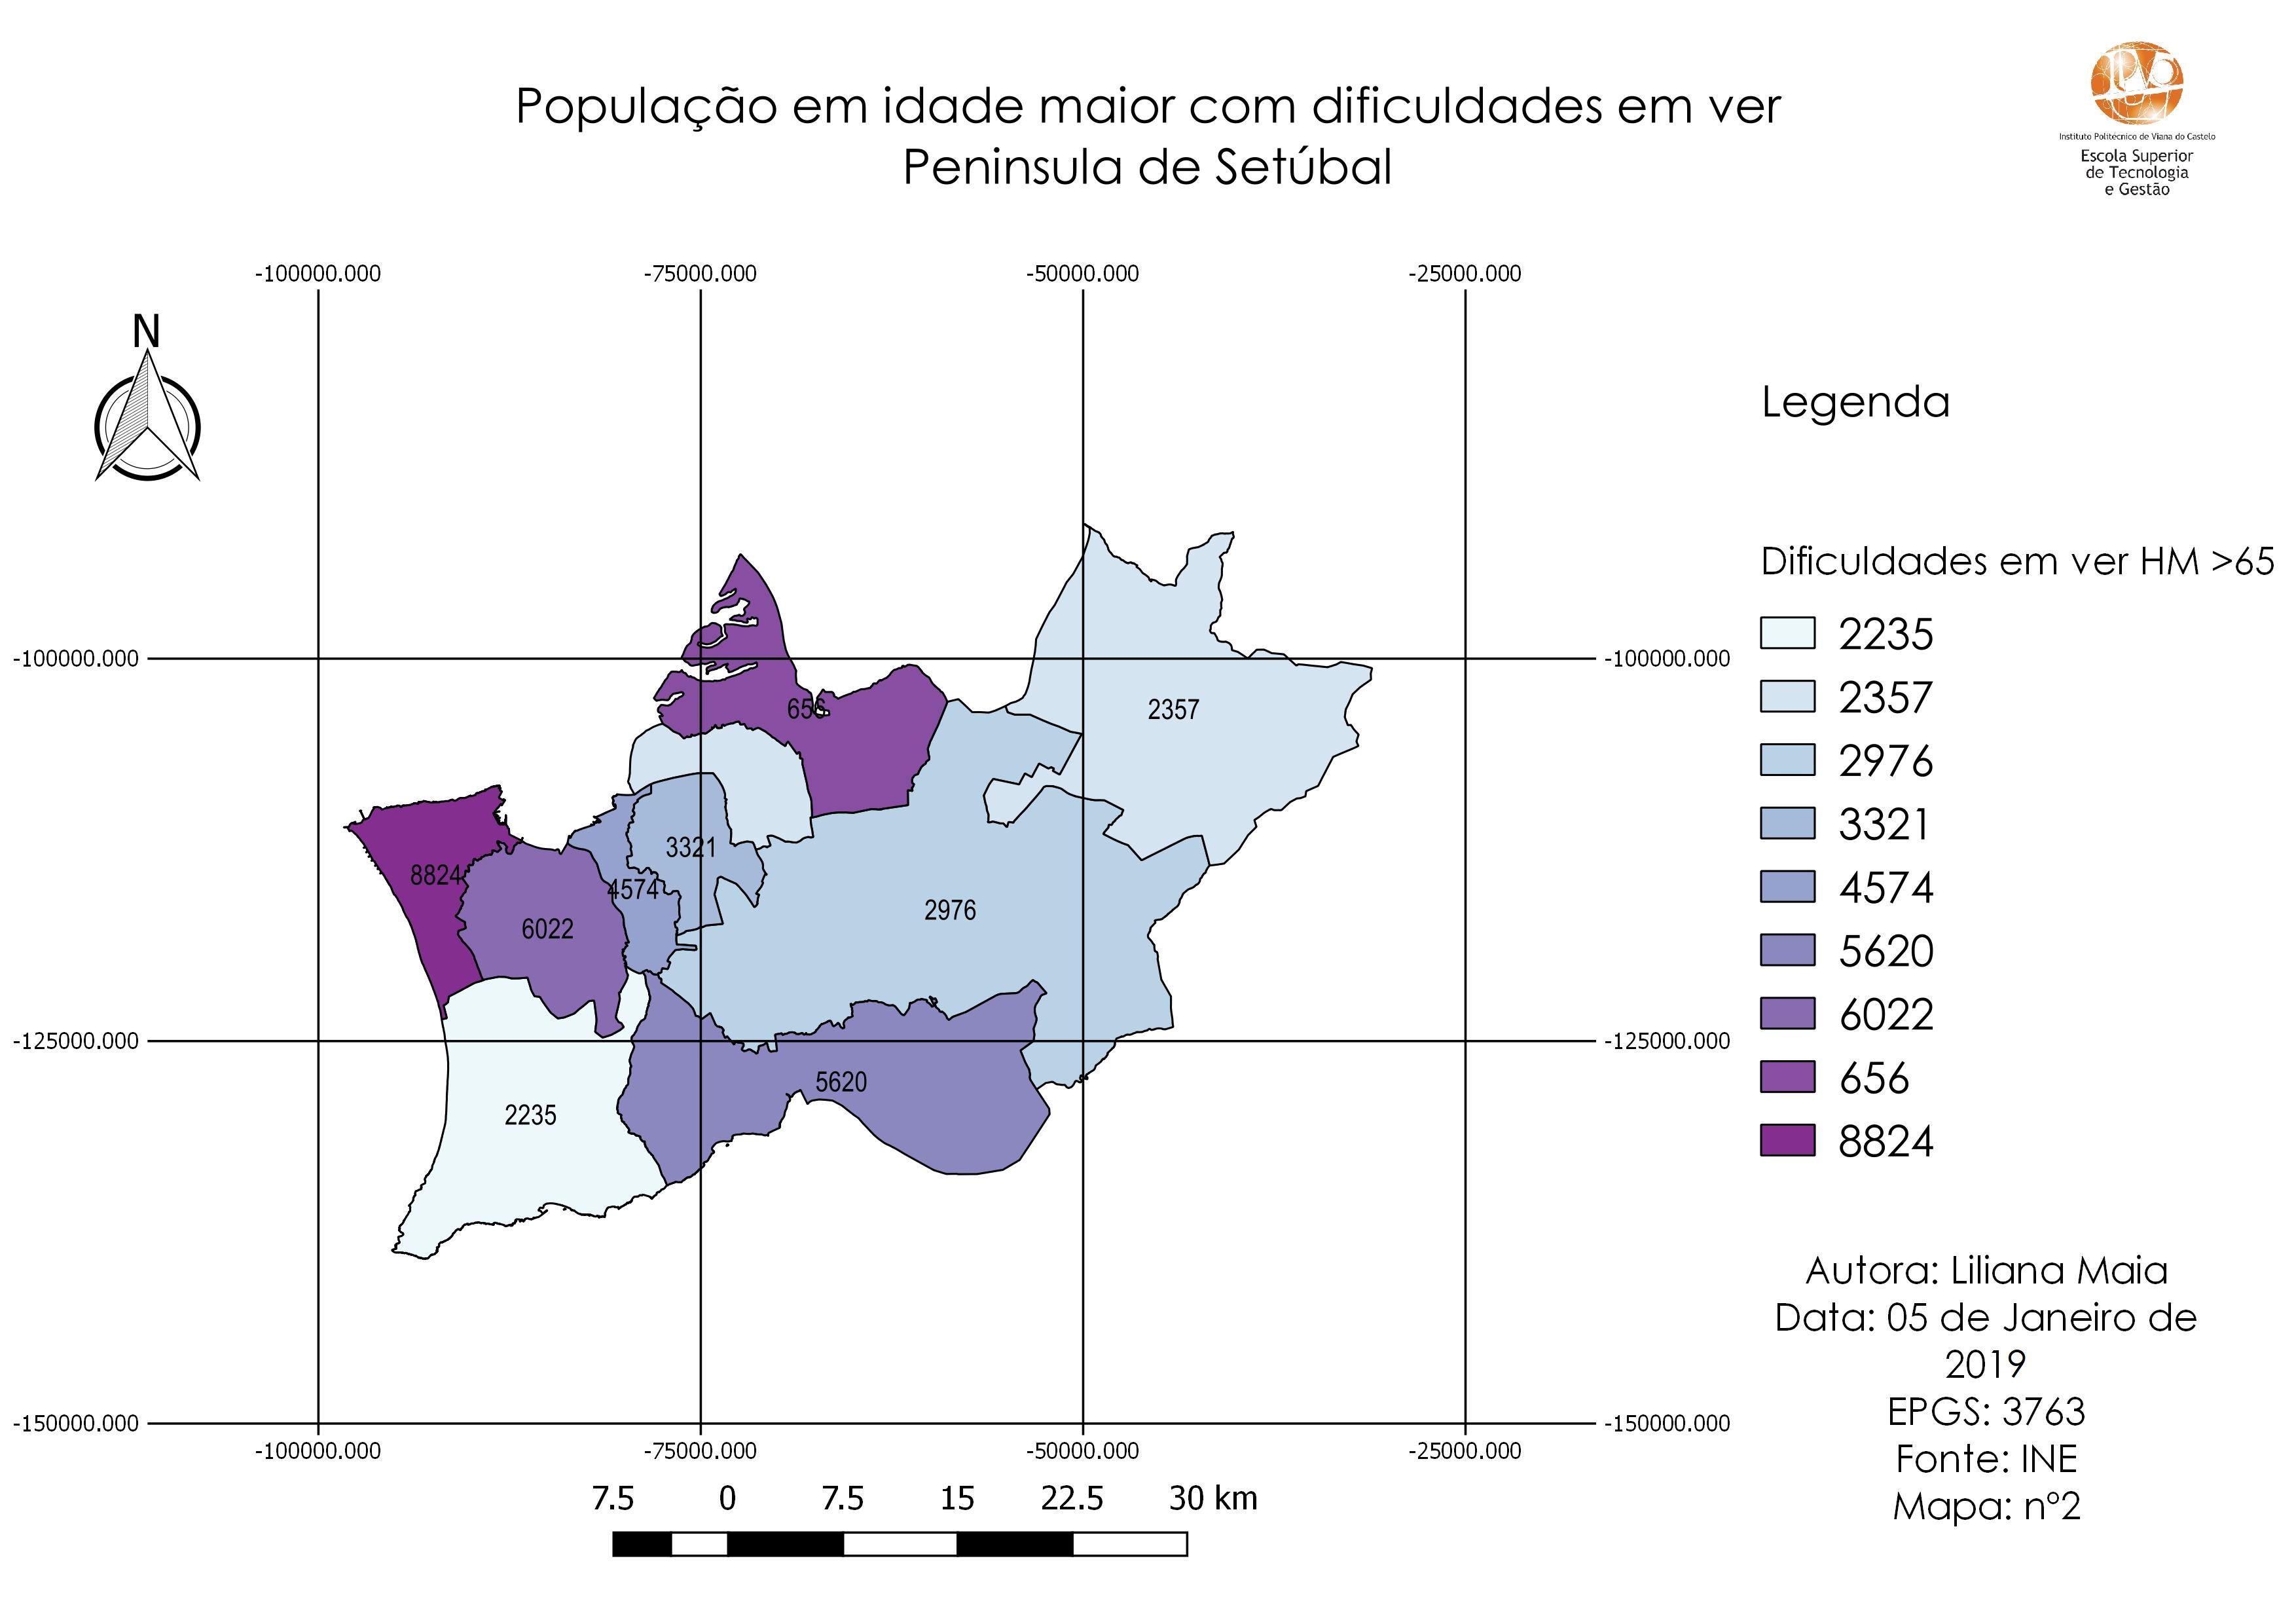 População em idade maior com dificuldades em ver
Peninsula de Setúbal
Instituto Politécnico de Viana do Castelo
Escola Superior
de Tecnologia
e Gestão
-100000.000 -75000.000 -50000.000 -25000.000
N
Legenda
Dificuldades em ver HM >65
2235
2357
2976
3321
4574
5620
6022
656
8824
-100000.000 -100000.000
656
2357
3321
8824
4574
2976
6022
-125000.000 -125000.000
5620
2235
-150000.000 -150000.000
-100000.000 -75000.000 -50000.000 -25000.000
7.5 0 7.5 15 22.5 30 km
Autora: Liliana Maia
Data: 05 de Janeiro de
2019
EPGS: 3763
Fonte: INE
Mapa: nº2